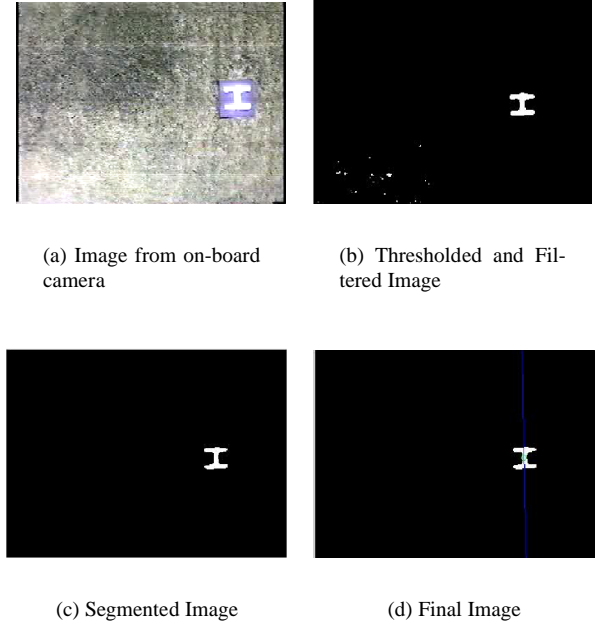 (a) Image from on-board
camera
(b) Thresholded and Fil-
tered Image
(c) Segmented Image
(d) Final Image